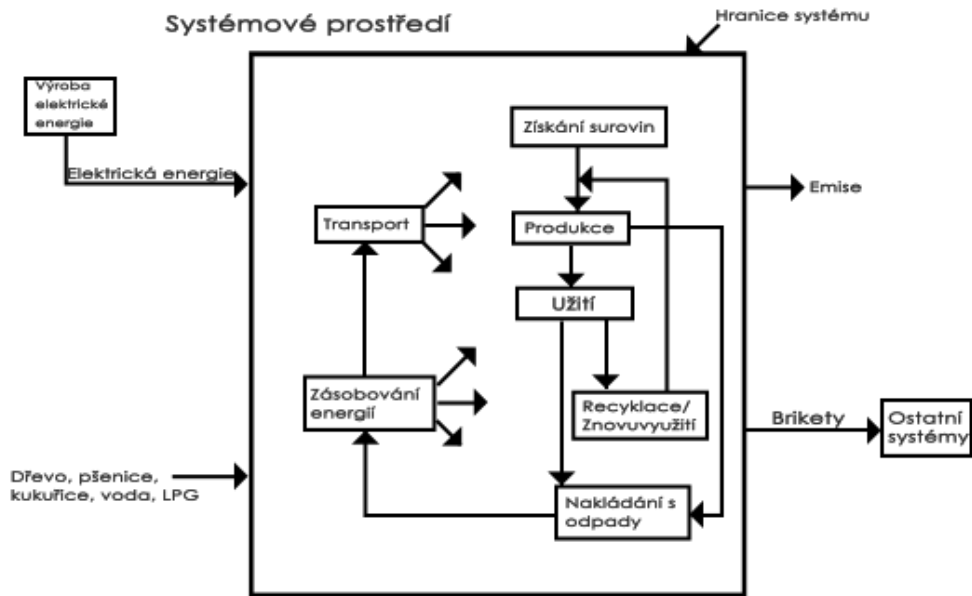 Systémové prostředí
Hranice systému
Výroba
elektrické
energie
Elektrická energie
Získání surovin
Emise
Transport
Produkce
Užití
Zásobování
energií
Recyklace/
Znovuvyužití
Brikety
Ostatní
systémy
Dřevo, pšenice,
kukuřice, voda, LPG
Nakládání s
odpady